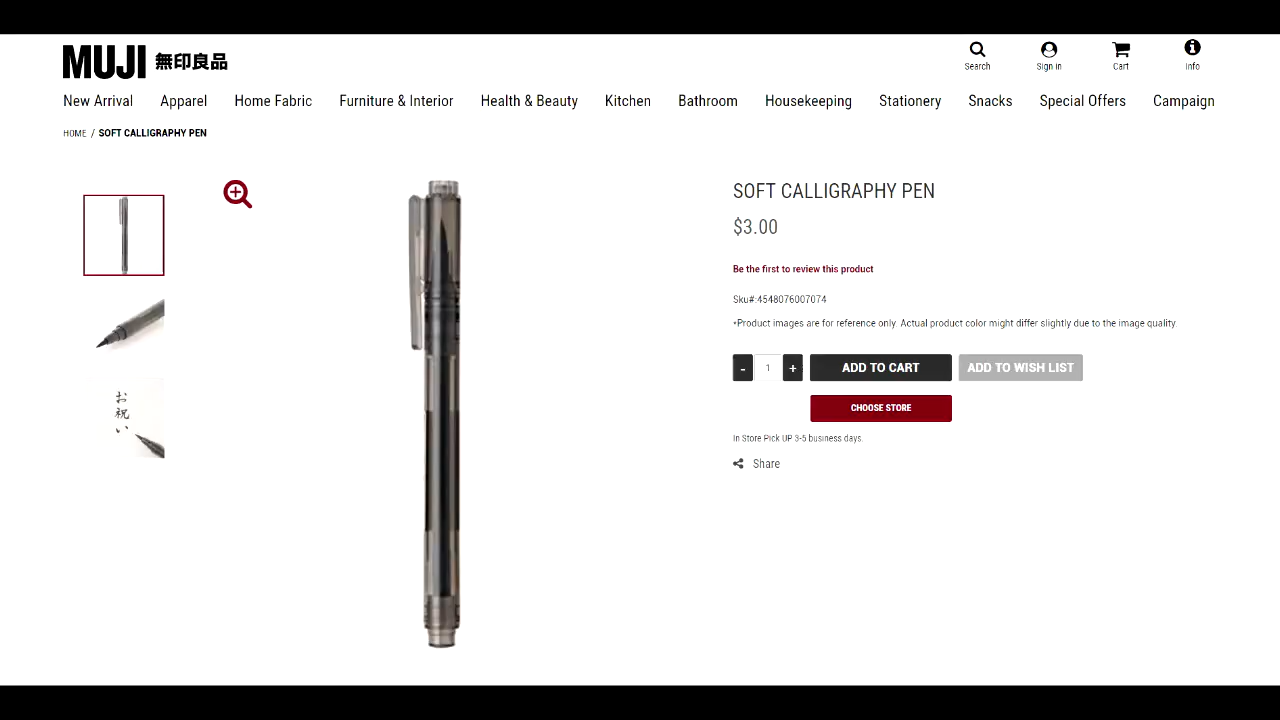 MUJI 無印良品
Search
Sign in
Cart
Info
New Arrival Apparel Home Fabric Furniture & Interior Health & Beauty Kitchen Bathroom Housekeeping Stationery Snacks Special Offers Campaign
HOME / SOFT CALLIGRAPHY PEN
お
祝
い
SOFT CALLIGRAPHY PEN
$3.00
Be the first to review this product
Sku#:4548076007074
*Product images are for reference only. Actual product color might differ slightly due to the image quality.
- 1 + ADD TO CART ADD TO WISH LIST
CHOOSE STORE
In Store Pick UP 3-5 business days.
Share